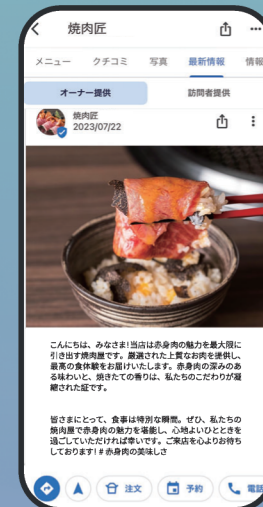 焼肉匠
メニュー クチコミ 写真 最新情報 情報
オーナー提供 訪問者提供
焼肉匠
2023/07/22
こんにちは、みなさま!当店は赤身肉の魅力を最大限に
引き出す焼肉屋です。厳選された上質なお肉を提供し、
最高の食体験をお届けいたします。赤身肉の深みのあ
る味わいと、焼きたての香りは、私たちのこだわりが凝
縮された証です。
皆さまにとって、食事は特別な瞬間。ぜひ、私たちの
焼肉屋で赤身肉の魅力を堪能し、心地よいひとときを
過ごしていただければ幸いです。ご来店を心よりお待ち
しております! # 赤身肉の美味しさ
注文 予約 電話